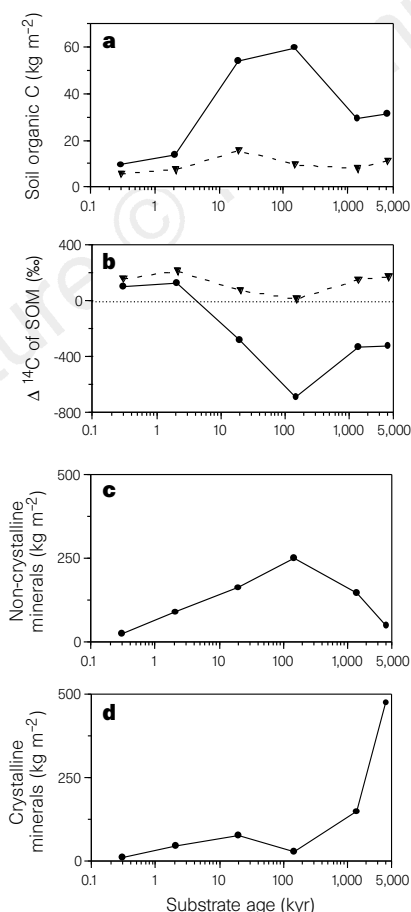 a
Soil organic C (kg m⁻²)
60
40
20
0
0.1 1 10 100 1,000 5,000
b
Δ ¹⁴C of SOM (‰)
400
0
-400
-800
0.1 1 10 100 1,000 5,000
c
Non-crystalline
minerals (kg m⁻²)
500
250
0
0.1 1 10 100 1,000 5,000
d
Crystalline
minerals (kg m⁻²)
500
250
0
0.1 1 10 100 1,000 5,000
Substrate age (kyr)